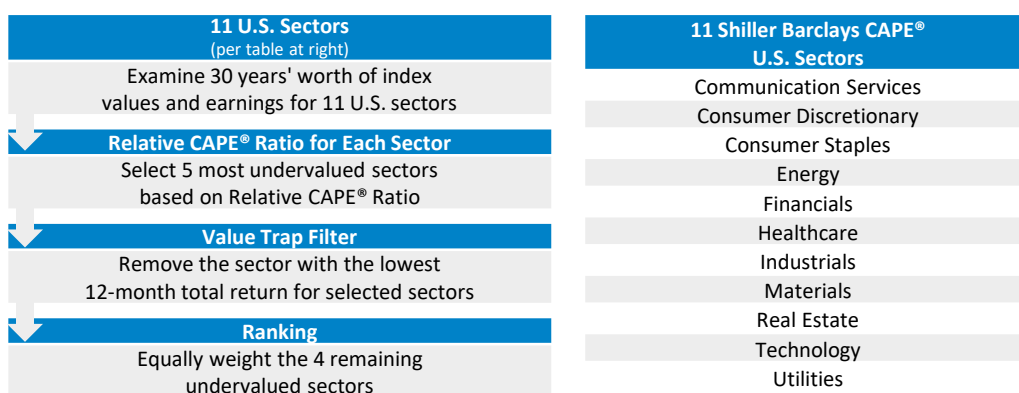 11 U.S. Sectors
(per table at right)
Examine 30 years' worth of index
values and earnings for 11 U.S. sectors
Relative CAPE® Ratio for Each Sector
Select 5 most undervalued sectors
based on Relative CAPE® Ratio
Value Trap Filter
Remove the sector with the lowest
12-month total return for selected sectors
Ranking
Equally weight the 4 remaining
undervalued sectors
11 Shiller Barclays CAPE®
U.S. Sectors
Communication Services
Consumer Discretionary
Consumer Staples
Energy
Financials
Healthcare
Industrials
Materials
Real Estate
Technology
Utilities